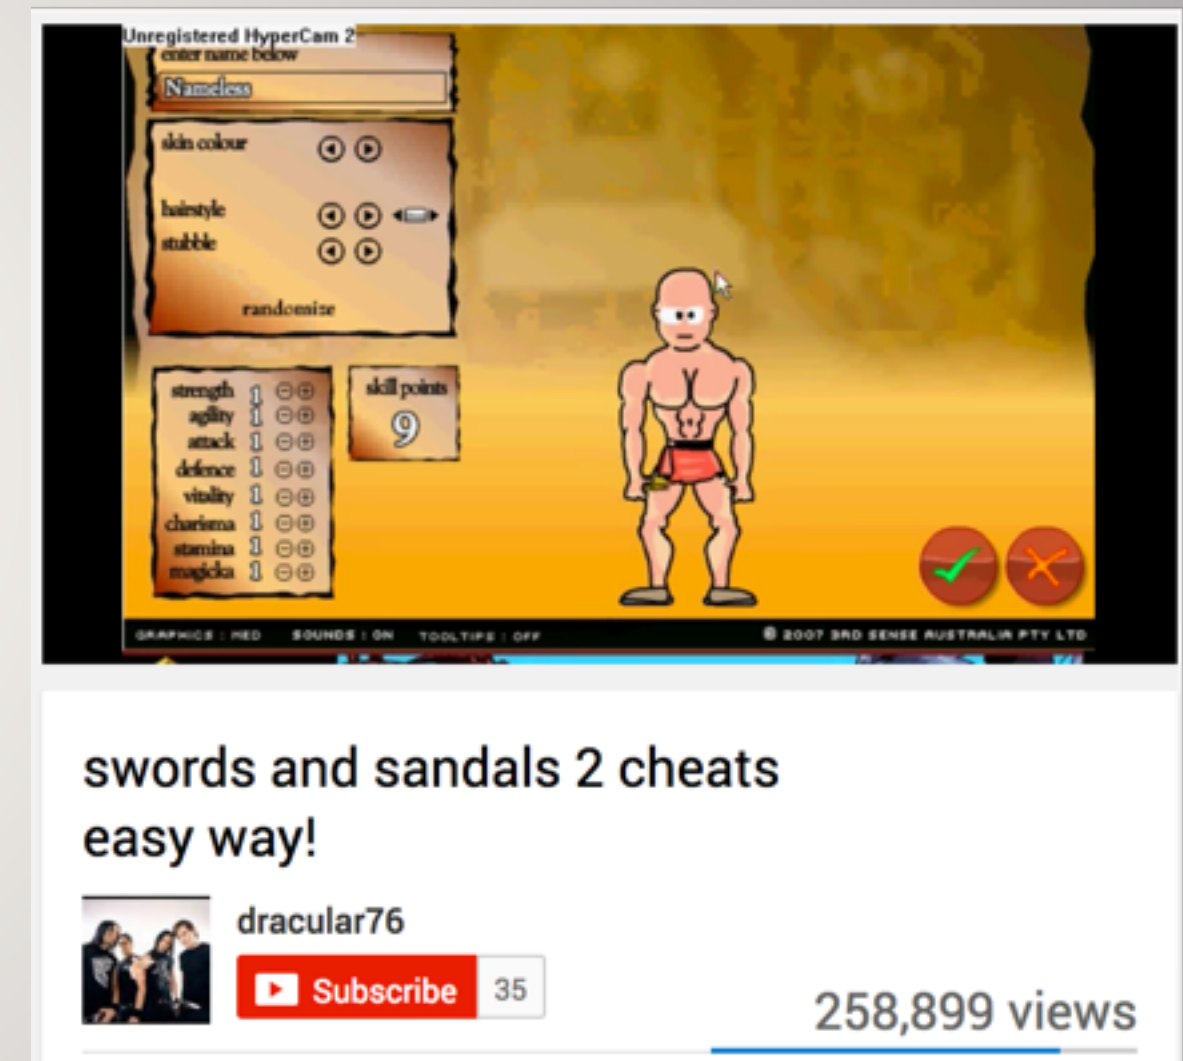 Unregistered HyperCam 2
enter name below
Nameless
skin colour
hairstyle
stubble
randomize
strength 1
agility 1
attack 1
defence 1
vitality 1
charisma 1
stamina 1
magicka 1
skill points
9
GRAPHICS : MED SOUNDS : ON TOOLTIPS : OFF © 2007 3RD SENSE AUSTRALIA PTY LTD
swords and sandals 2 cheats
easy way!
dracular76
Subscribe 35
258,899 views